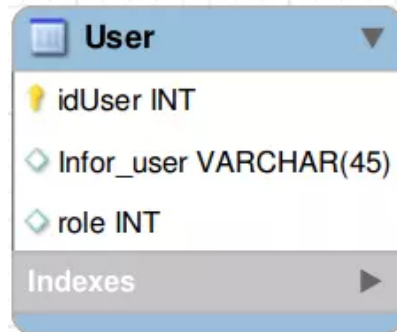 User
idUser INT
Infor_user VARCHAR(45)
role INT
Indexes